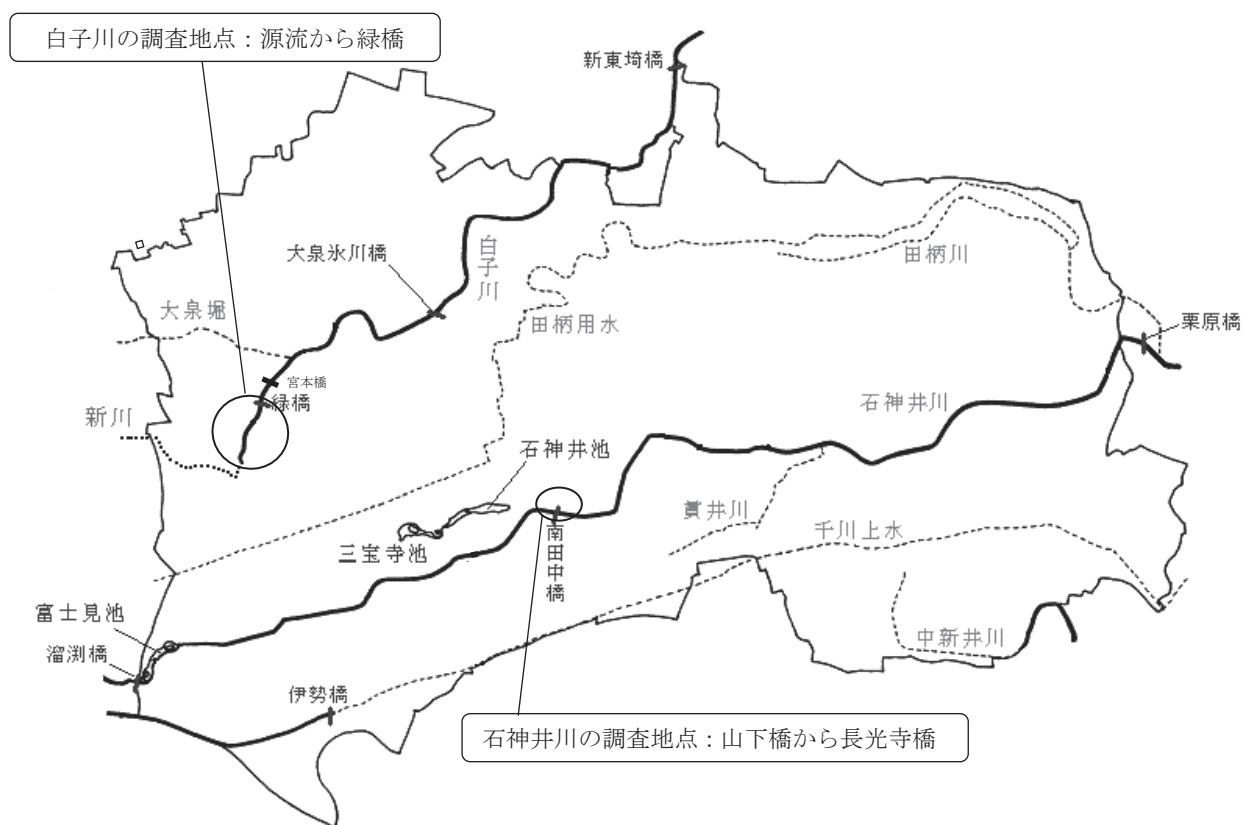 白子川の調査地点：源流から緑橋
新東埼橋
大泉氷川橋
白子川
田柄川
大泉堀
田柄用水
栗原橋
宮本橋
緑橋
石神井川
新川
石神井池
貫井川
千川上水
三宝寺池
南田中橋
富士見池
中新井川
溜渕橋
伊勢橋
石神井川の調査地点：山下橋から長光寺橋